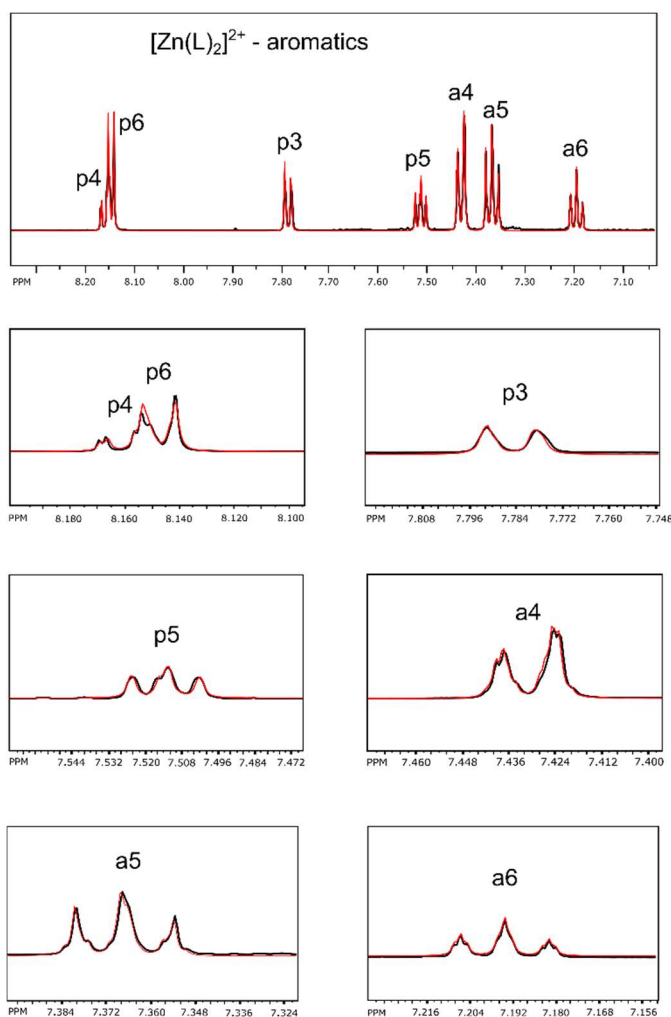 [Zn(L)2]2+ - aromatics
p4 p6 p3 p5 a4 a5 a6
PPM 8.20 8.10 8.00 7.90 7.80 7.70 7.60 7.50 7.40 7.30 7.20 7.10
p4 p6
PPM 8.180 8.160 8.140 8.120 8.100
p3
PPM 7.808 7.796 7.784 7.772 7.760 7.748
p5
PPM 7.544 7.532 7.520 7.508 7.496 7.484 7.472
a4
PPM 7.460 7.448 7.436 7.424 7.412 7.400
a5
PPM 7.384 7.372 7.360 7.348 7.336 7.324
a6
PPM 7.216 7.204 7.192 7.180 7.168 7.156